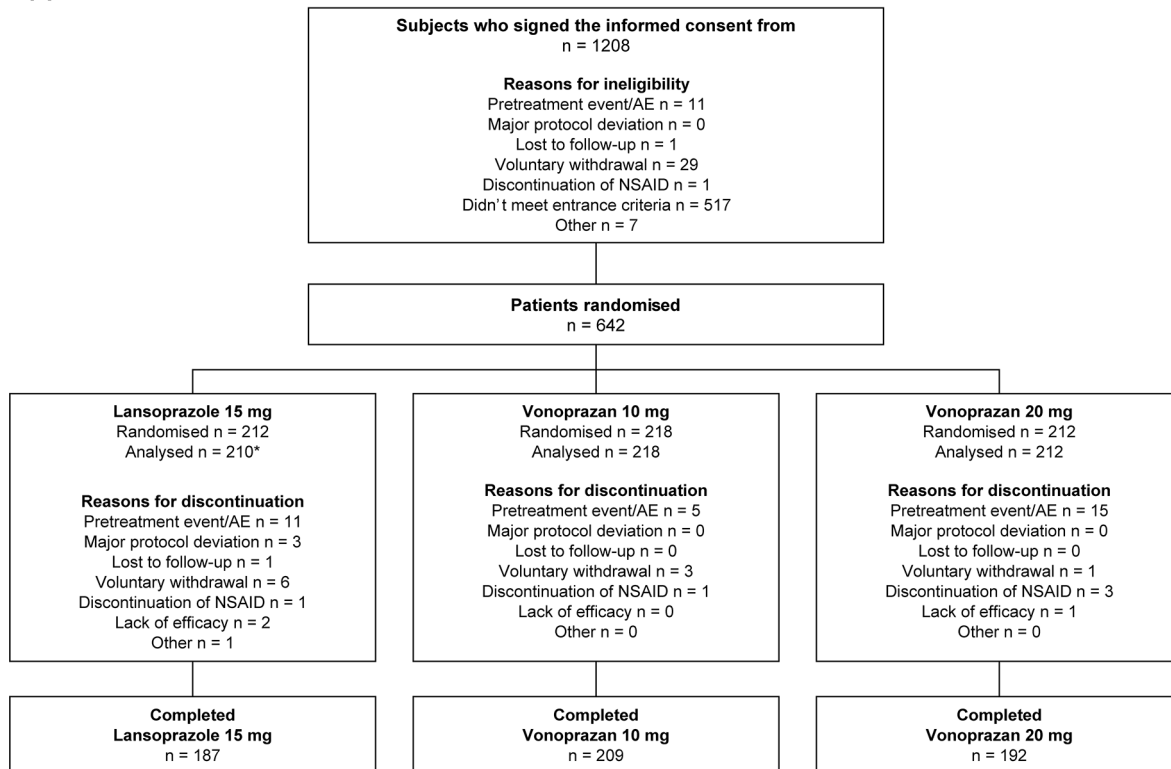 Subjects who signed the informed consent from
n = 1208
Reasons for ineligibility
Pretreatment event/AE n = 11
Major protocol deviation n = 0
Lost to follow-up n = 1
Voluntary withdrawal n = 29
Discontinuation of NSAID n = 1
Didn't meet entrance criteria n = 517
Other n = 7
Patients randomised
n = 642
Lansoprazole 15 mg
Randomised n = 212
Analysed n = 210*
Reasons for discontinuation
Pretreatment event/AE n = 11
Major protocol deviation n = 3
Lost to follow-up n = 1
Voluntary withdrawal n = 6
Discontinuation of NSAID n = 1
Lack of efficacy n = 2
Other n = 1
Vonoprazan 10 mg
Randomised n = 218
Analysed n = 218
Reasons for discontinuation
Pretreatment event/AE n = 5
Major protocol deviation n = 0
Lost to follow-up n = 0
Voluntary withdrawal n = 3
Discontinuation of NSAID n = 1
Lack of efficacy n = 0
Other n = 0
Vonoprazan 20 mg
Randomised n = 212
Analysed n = 212
Reasons for discontinuation
Pretreatment event/AE n = 15
Major protocol deviation n = 0
Lost to follow-up n = 0
Voluntary withdrawal n = 1
Discontinuation of NSAID n = 3
Lack of efficacy n = 1
Other n = 0
Completed
Lansoprazole 15 mg
n = 187
Completed
Vonoprazan 10 mg
n = 209
Completed
Vonoprazan 20 mg
n = 192